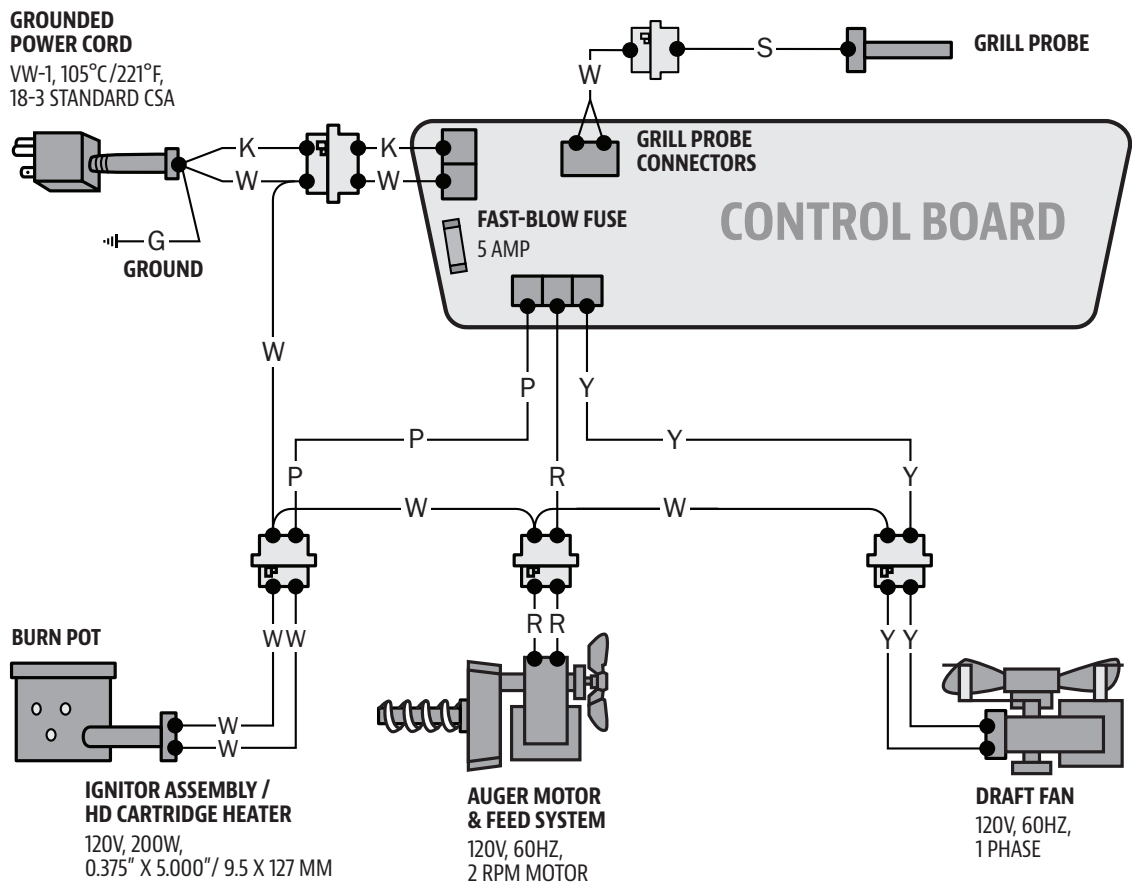 GROUNDED
POWER CORD
VW-1, 105°C/221°F,
18-3 STANDARD CSA
W
S
GRILL PROBE
GRILL PROBE
CONNECTORS
K
K
W
W
FAST-BLOW FUSE
5 AMP
CONTROL BOARD
G
GROUND
W
P
Y
P
Y
P
R
Y
W
W
BURN POT
W W
R R
Y Y
W
W
IGNITOR ASSEMBLY /
HD CARTRIDGE HEATER
120V, 200W,
0.375” X 5.000”/ 9.5 X 127 MM
AUGER MOTOR
& FEED SYSTEM
120V, 60HZ,
2 RPM MOTOR
DRAFT FAN
120V, 60HZ,
1 PHASE